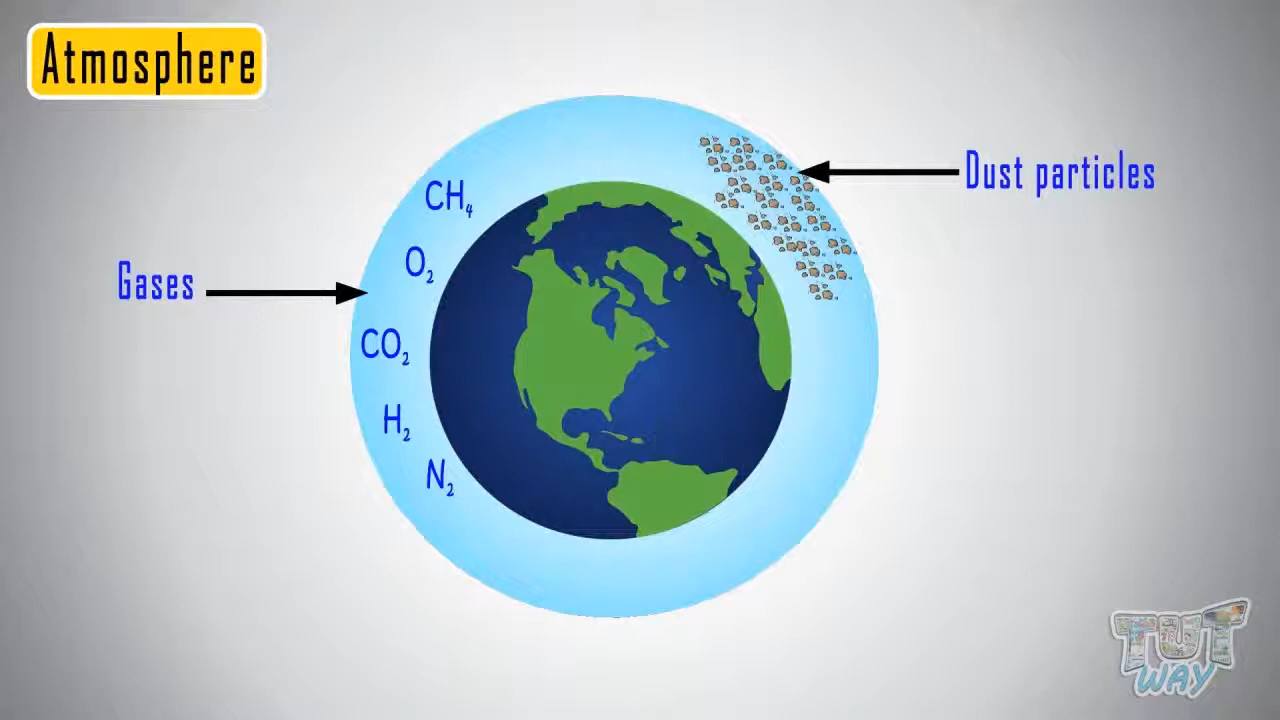 Atmosphere
Dust particles
CH₄
O₂
Gases
CO₂
H₂
N₂
TUT
WAY